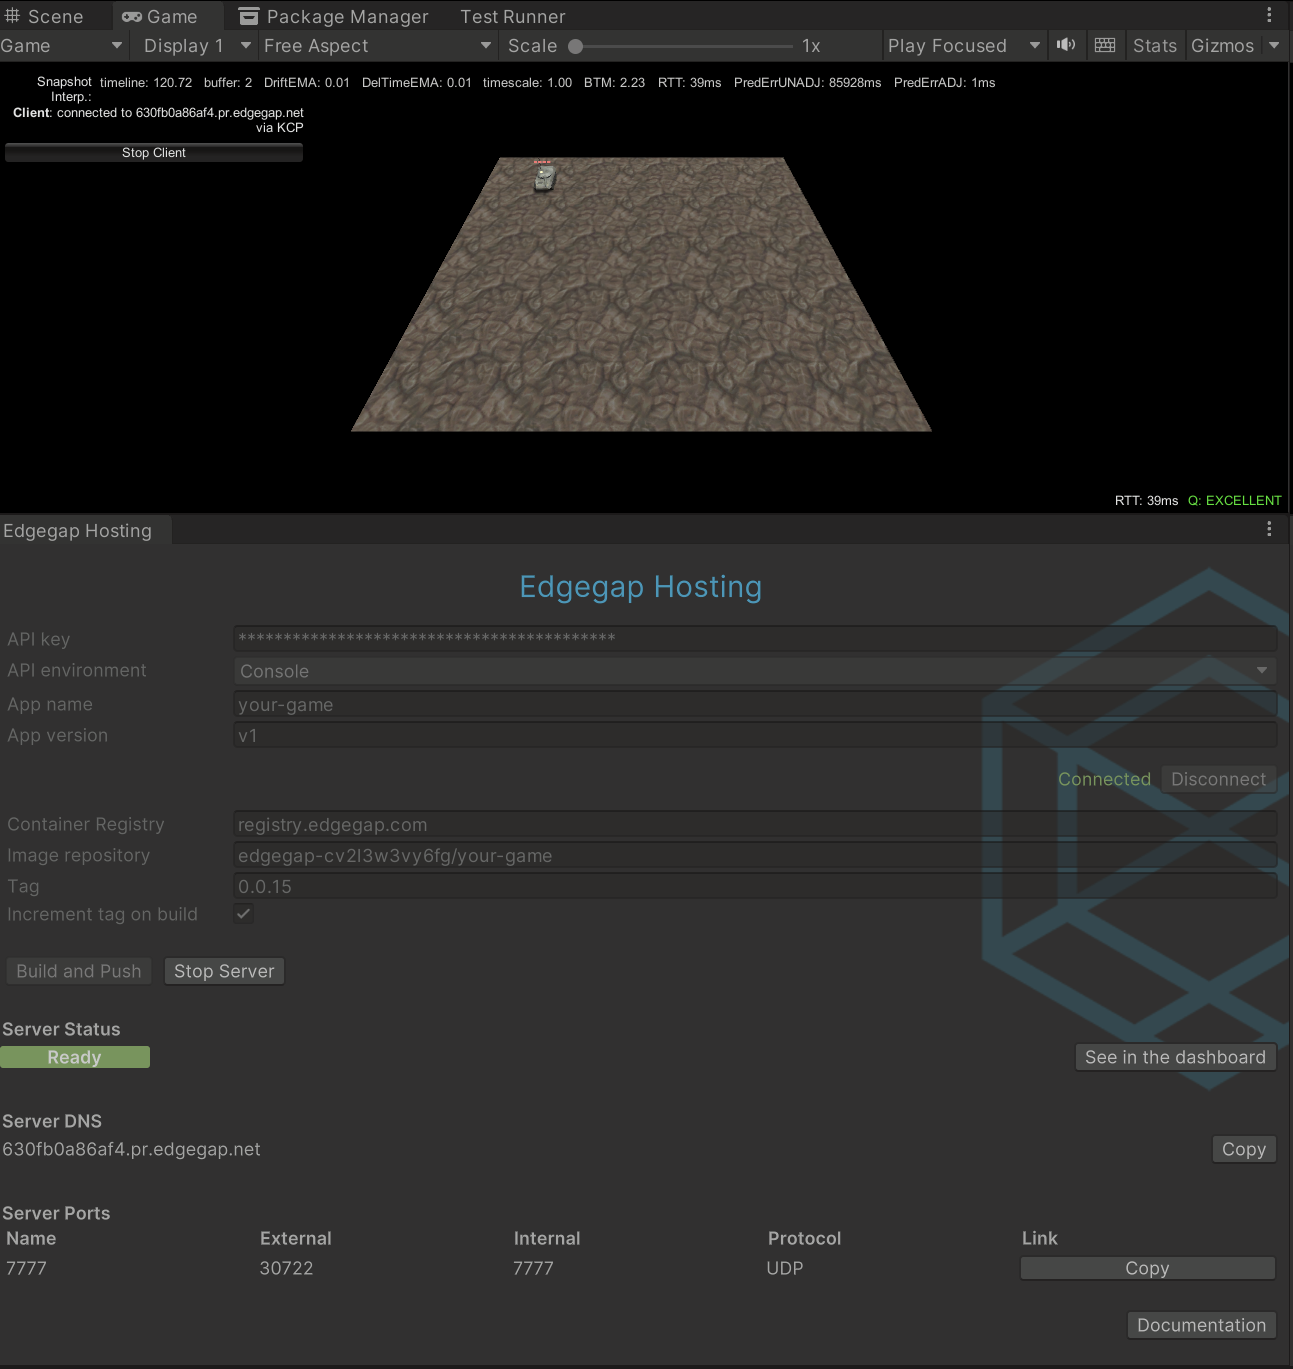 Scene Game Package Manager Test Runner
Game Display 1 Free Aspect Scale 1x Play Focused Stats Gizmos
Snapshot Interp.: timeline: 120.72 buffer: 2 DriftEMA: 0.01 DelTimeEMA: 0.01 timescale: 1.00 BTM: 2.23 RTT: 39ms PredErrUNADJ: 85928ms PredErrADJ: 1ms
Client: connected to 630fb0a86af4.pr.edgegap.net
via KCP
Stop Client
RTT: 39ms Q: EXCELLENT
Edgegap Hosting
Edgegap Hosting
API key ******************************************
API environment Console
App name your-game
App version v1
Connected Disconnect
Container Registry registry.edgegap.com
Image repository edgegap-cv2l3w3vy6fg/your-game
Tag 0.0.15
Increment tag on build
Build and Push Stop Server
Server Status
Ready See in the dashboard
Server DNS
630fb0a86af4.pr.edgegap.net Copy
Server Ports
Name External Internal Protocol Link
7777 30722 7777 UDP Copy
Documentation